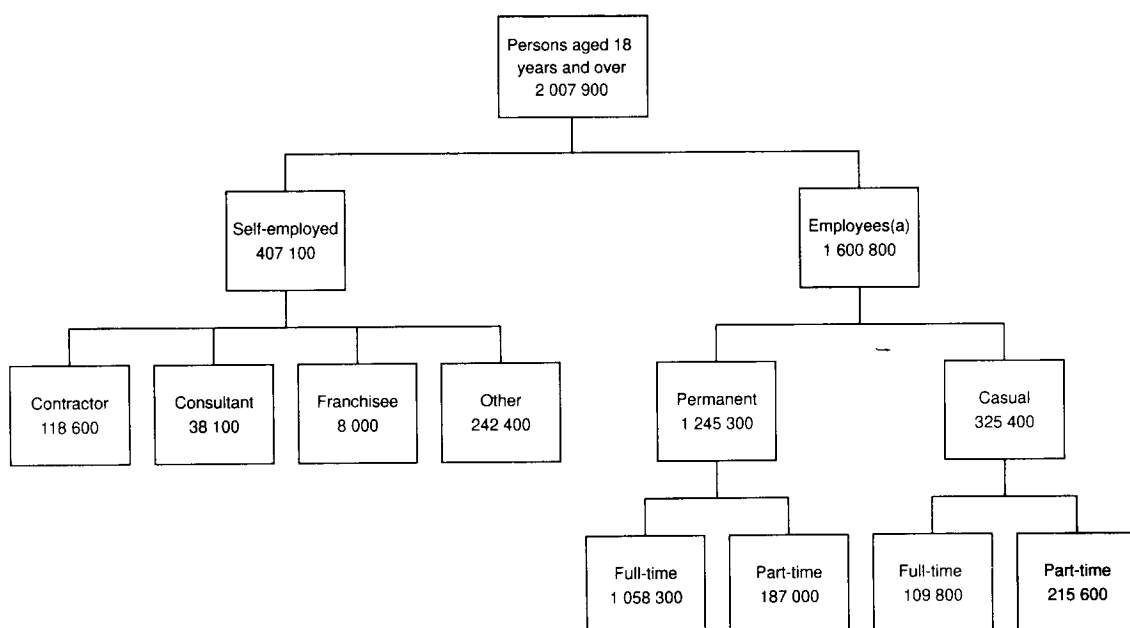 Persons aged 18
years and over
2 007 900
Self-employed
407 100
Employees(a)
1 600 800
Contractor
118 600
Consultant
38 100
Franchisee
8 000
Other
242 400
Permanent
1 245 300
Casual
325 400
Full-time
1 058 300
Part-time
187 000
Full-time
109 800
Part-time
215 600